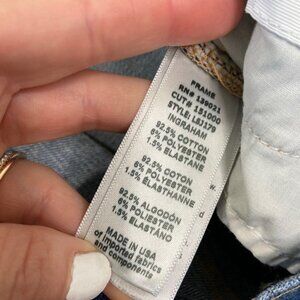 FRAME
RN# 139021
CUT# 151000
STYLE: LB1179
INGRAHAM
92.5% COTTON
6% POLYESTER
1.5% ELASTANE
92.5% COTON
6% POLYESTER
1.5% ELASTHANNE
92.5% ALGODÓN
6% POLIESTER
1.5% ELASTANO
MADE IN USA
of imported fabrics
and components